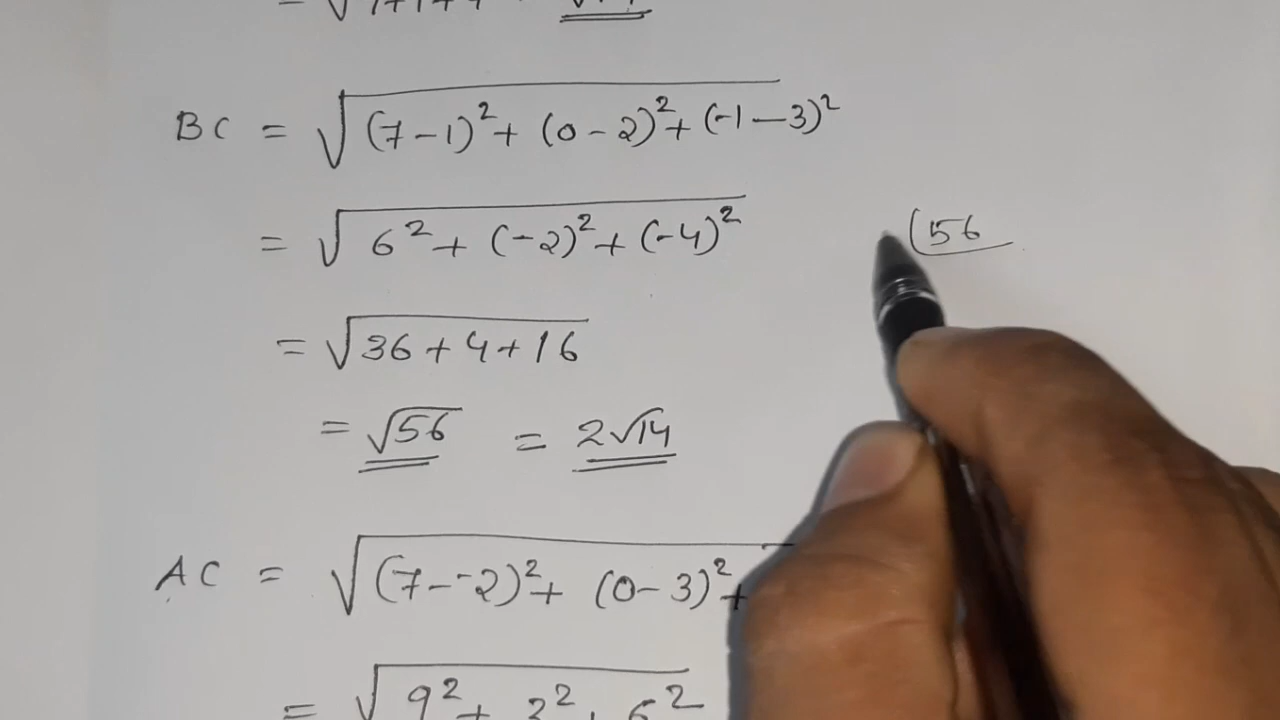 BC = √(7-1)²+ (0-2)²+ (-1-3)²
= √6²+ (-2)²+ (-4)²
56
= √36+4+16
= √56 = 2√14
AC = √(7--2)²+ (0-3)²+
= √9²+